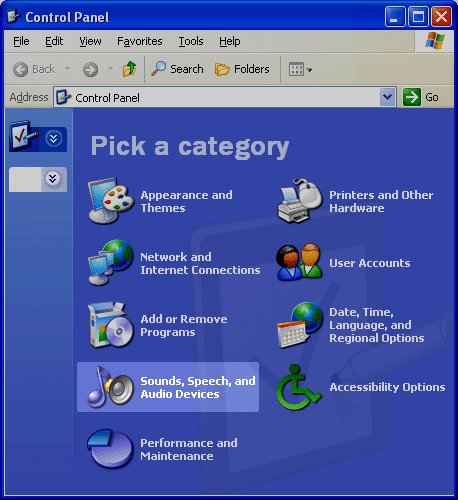 Control Panel
File Edit View Favorites Tools Help
Back Search Folders
Address Control Panel Go
Pick a category
Appearance and
Themes
Printers and Other
Hardware
Network and
Internet Connections
User Accounts
Add or Remove
Programs
Date, Time,
Language, and
Regional Options
Sounds, Speech, and
Audio Devices
Accessibility Options
Performance and
Maintenance